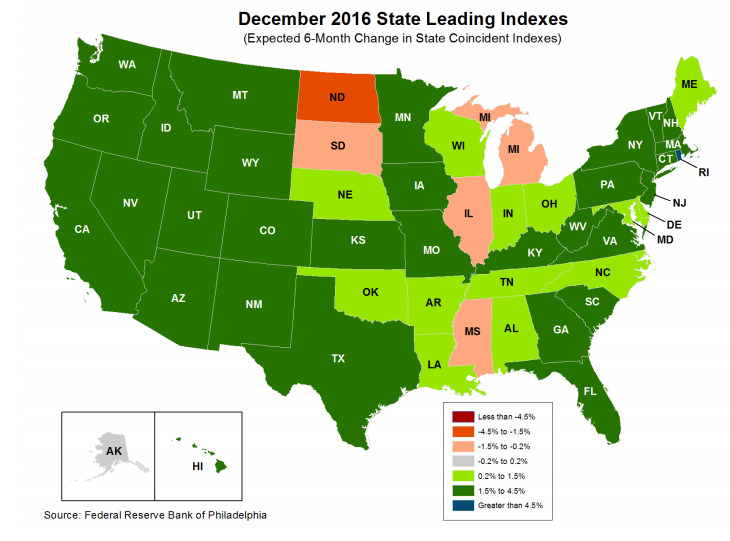 December 2016 State Leading Indexes
(Expected 6-Month Change in State Coincident Indexes)
WA
MT
ND
MN
ME
OR
ID
SD
WI
MI
MI
VT
NH
NY
MA
CT
RI
WY
NE
IA
PA
NJ
NV
UT
CO
IL
IN
OH
DE
MD
CA
KS
MO
KY
WV
VA
AZ
NM
OK
AR
TN
NC
SC
TX
LA
MS
AL
GA
FL
AK
HI
Less than -4.5%
-4.5% to -1.5%
-1.5% to -0.2%
-0.2% to 0.2%
0.2% to 1.5%
1.5% to 4.5%
Greater than 4.5%
Source: Federal Reserve Bank of Philadelphia